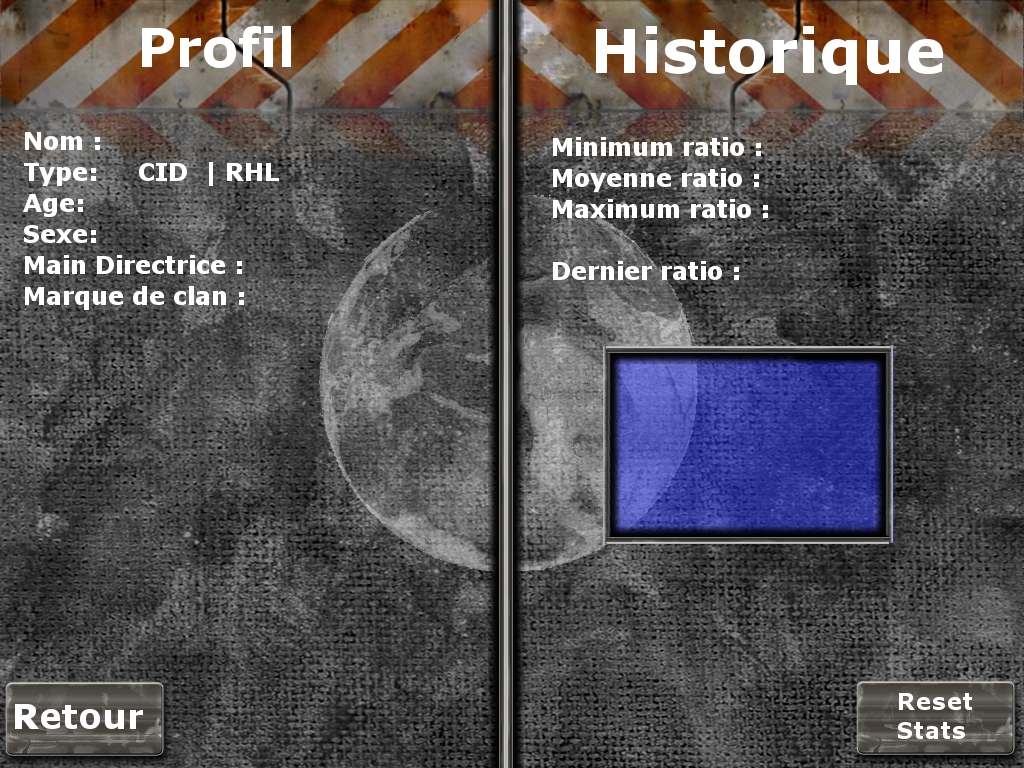 Profil
Nom :
Type: CID | RHL
Age:
Sexe:
Main Directrice :
Marque de clan :
Retour
Historique
Minimum ratio :
Moyenne ratio :
Maximum ratio :
Dernier ratio :
Reset
Stats